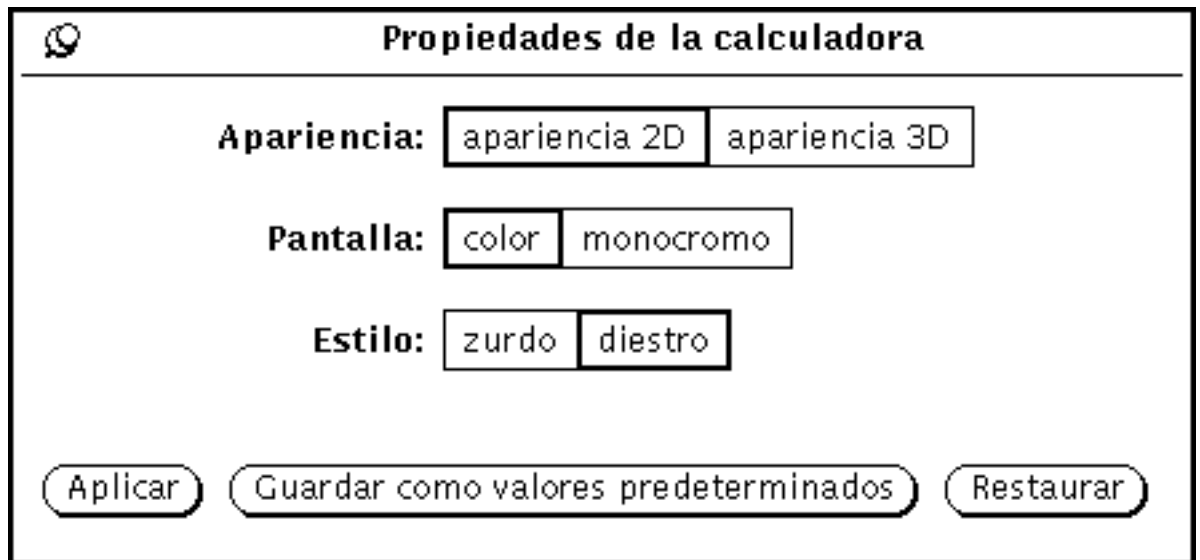 Propiedades de la calculadora
Apariencia: apariencia 2D apariencia 3D
Pantalla: color monocromo
Estilo: zurdo diestro
Aplicar Guardar como valores predeterminados Restaurar